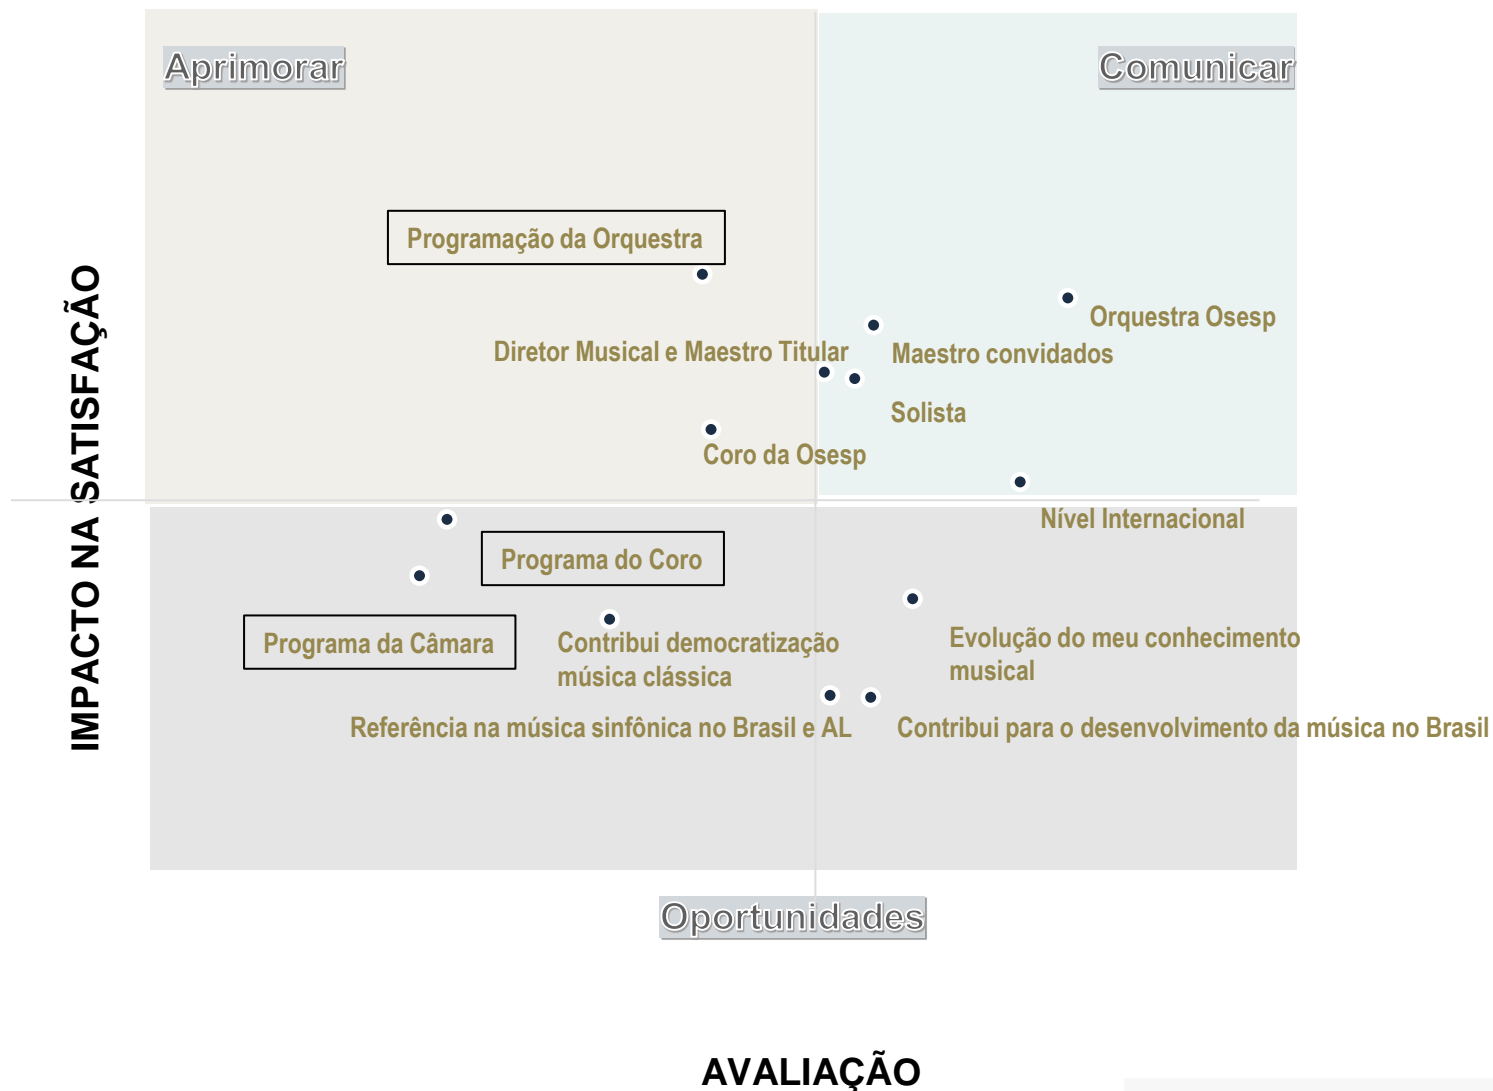 Aprimorar
Comunicar
Programação da Orquestra
Orquestra Osesp
Diretor Musical e Maestro Titular
Maestro convidados
Solista
Coro da Osesp
IMPACTO NA SATISFAÇÃO
Nível Internacional
Programa do Coro
Programa da Câmara
Contribui democratização
música clássica
Evolução do meu conhecimento
musical
Referência na música sinfônica no Brasil e AL
Contribui para o desenvolvimento da música no Brasil
Oportunidades
AVALIAÇÃO